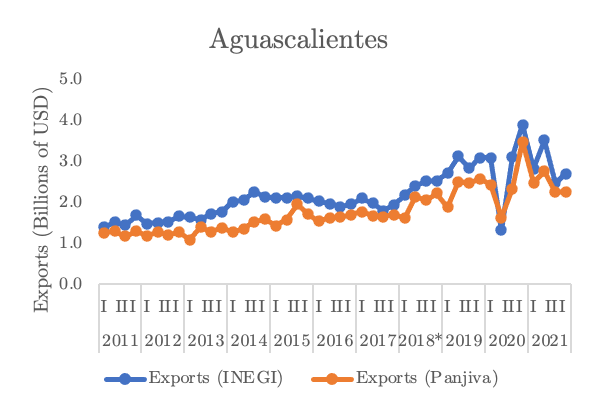 Aguascalientes
Exports (Billions of USD)
5.0
4.0
3.0
2.0
1.0
0.0
I III I III I III I III I III I III I III I III I III I III I III
2011 2012 2013 2014 2015 2016 2017 2018* 2019 2020 2021
Exports (INEGI) Exports (Panjiva)